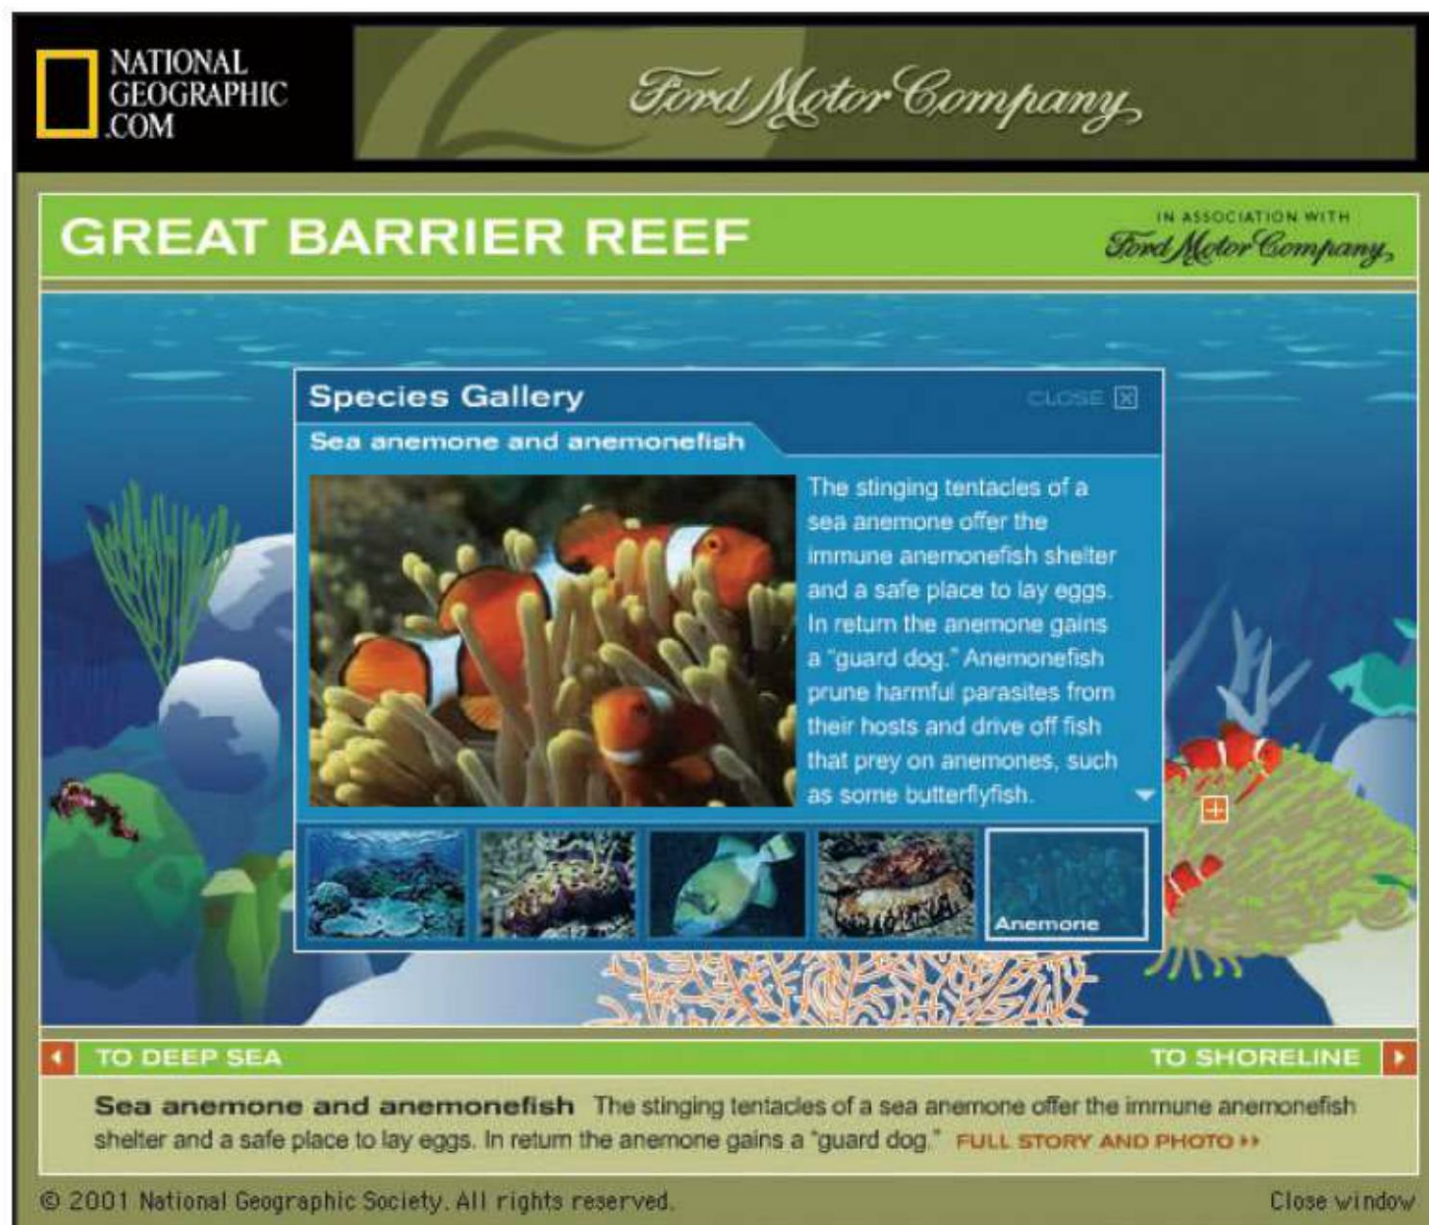 NATIONAL
GEOGRAPHIC
.COM
Ford Motor Company
GREAT BARRIER REEF
IN ASSOCIATION WITH
Ford Motor Company
Species Gallery
CLOSE
Sea anemone and anemonefish
The stinging tentacles of a
sea anemone offer the
immune anemonefish shelter
and a safe place to lay eggs.
In return the anemone gains
a “guard dog.” Anemonefish
prune harmful parasites from
their hosts and drive off fish
that prey on anemones, such
as some butterflyfish.
Anemone
TO DEEP SEA
TO SHORELINE
Sea anemone and anemonefish The stinging tentacles of a sea anemone offer the immune anemonefish
shelter and a safe place to lay eggs. In return the anemone gains a “guard dog.” FULL STORY AND PHOTO
© 2001 National Geographic Society. All rights reserved.
Close window